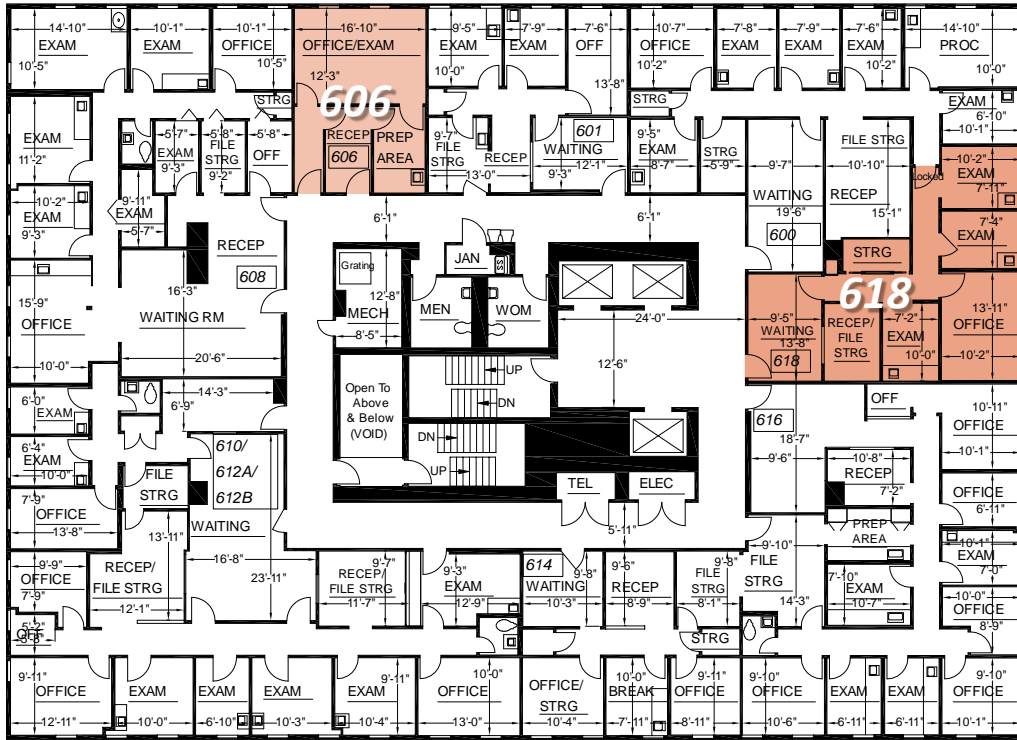 14'-10"
EXAM
10'-5"
10'-1"
EXAM
10'-1"
OFFICE
10'-5"
16'-10"
OFFICE/EXAM
12'-3"
606
RECEP
606
PREP
AREA
9'-5"
EXAM
10'-0"
7'-9"
EXAM
7'-6"
OFF
13'-8"
10'-7"
OFFICE
10'-2"
7'-8"
EXAM
7'-9"
EXAM
7'-6"
EXAM
10'-2"
14'-10"
PROC
10'-0"
EXAM
11'-2"
5'-7"
EXAM
9'-3"
5'-8"
FILE
STRG
9'-2"
STRG
5'-8"
OFF
9'-7"
FILE
STRG
RECEP
13'-0"
601
WAITING
9'-3"
12'-1"
STRG
9'-5"
EXAM
8'-7"
STRG
5'-9"
9'-7"
WAITING
19'-6"
600
FILE STRG
10'-10"
RECEP
15'-1"
EXAM
6'-10"
10'-1"
Locked
10'-2"
EXAM
7'-11"
7'-4"
EXAM
STRG
618
9'-5"
WAITING
13'-8"
618
RECEP/
FILE
STRG
7'-2"
EXAM
10'-0"
13'-11"
OFFICE
10'-2"
10'-2"
EXAM
9'-3"
9'-11"
EXAM
5'-7"
RECEP
608
16'-3"
WAITING RM
20'-6"
15'-9"
OFFICE
10'-0"
6'-1"
6'-1"
JAN
SS
Grating
12'-8"
MECH
8'-5"
MEN
WOM
24'-0"
12'-6"
UP
DN
DN
UP
Open To
Above
& Below
(VOID)
TEL
ELEC
5'-11"
6'-0"
EXAM
6'-4"
EXAM
10'-0"
14'-3"
6'-9"
610/
612A/
612B
WAITING
16'-8"
23'-11"
FILE
STRG
13'-11"
7'-9"
OFFICE
13'-8"
9'-9"
OFFICE
7'-9"
5'-2"
OFF
5'-8"
RECEP/
FILE STRG
12'-1"
9'-7"
RECEP/
FILE STRG
11'-7"
9'-3"
EXAM
12'-9"
614
WAITING
9'-8"
10'-3"
9'-6"
RECEP
8'-9"
9'-8"
FILE
STRG
8'-1"
STRG
616
18'-7"
9'-6"
OFF
10'-11"
OFFICE
10'-1"
10'-8"
RECEP
7'-2"
OFFICE
6'-11"
PREP
AREA
9'-10"
FILE
STRG
14'-3"
7'-10"
EXAM
10'-7"
10'-1"
EXAM
7'-0"
10'-0"
OFFICE
8'-9"
9'-11"
OFFICE
12'-11"
EXAM
10'-0"
EXAM
6'-10"
EXAM
10'-3"
9'-11"
EXAM
10'-4"
10'-0"
OFFICE
13'-0"
OFFICE/
STRG
10'-4"
10'-0"
BREAK
7'-11"
9'-11"
OFFICE
8'-11"
9'-10"
OFFICE
10'-6"
EXAM
6'-11"
EXAM
6'-11"
9'-10"
OFFICE
10'-1"